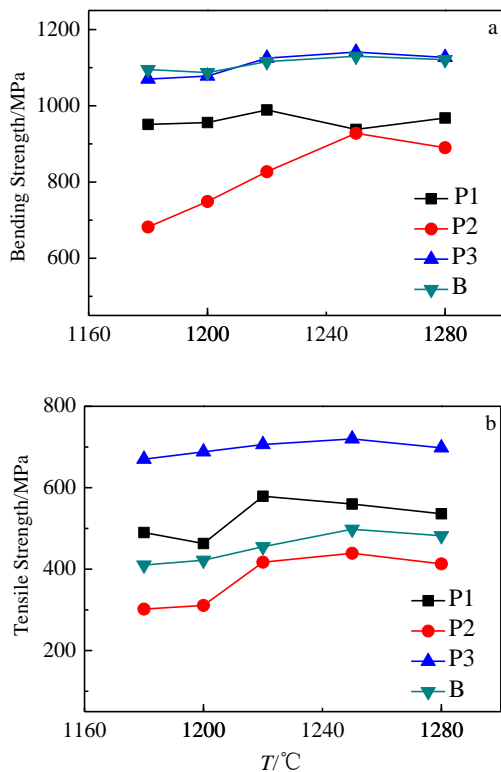 a
1200
1000
800
600
Bending Strength/MPa
P1
P2
P3
B
1160
1200
1240
1280
b
800
600
400
200
Tensile Strength/MPa
P1
P2
P3
B
1160
1200
1240
1280
T/℃